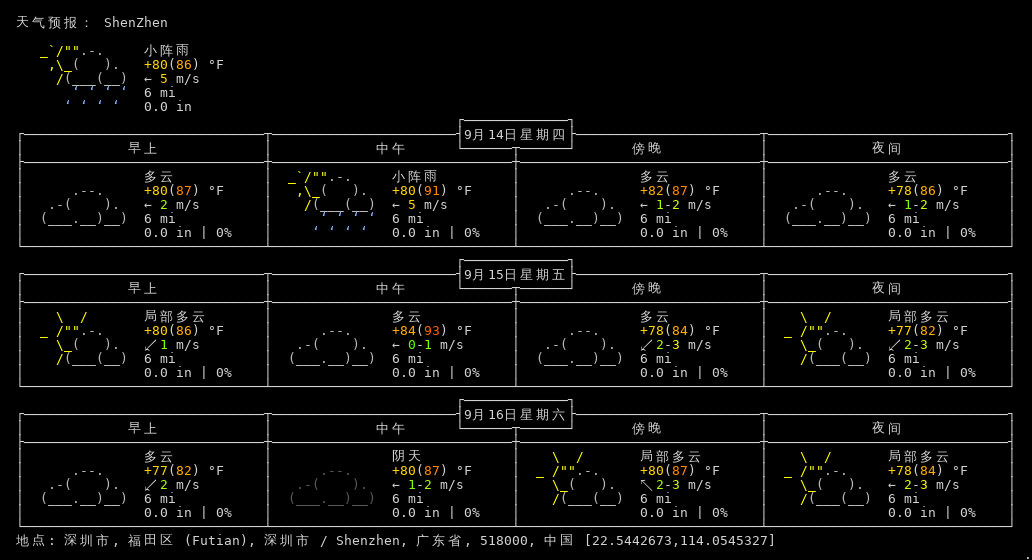 天气预报： ShenZhen
小阵雨
+80(86) °F
← 5 m/s
6 mi
0.0 in
9月14日星期四
早上 中午 傍晚 夜间
多云 小阵雨 多云 多云
+80(87) °F +80(91) °F +82(87) °F +78(86) °F
← 2 m/s ← 5 m/s ← 1-2 m/s ← 1-2 m/s
6 mi 6 mi 6 mi 6 mi
0.0 in | 0% 0.0 in | 0% 0.0 in | 0% 0.0 in | 0%
9月15日星期五
早上 中午 傍晚 夜间
局部多云 多云 多云 局部多云
+80(86) °F +84(93) °F +78(84) °F +77(82) °F
↙ 1 m/s ← 0-1 m/s ↙ 2-3 m/s ↙ 2-3 m/s
6 mi 6 mi 6 mi 6 mi
0.0 in | 0% 0.0 in | 0% 0.0 in | 0% 0.0 in | 0%
9月16日星期六
早上 中午 傍晚 夜间
多云 阴天 局部多云 局部多云
+77(82) °F +80(87) °F +80(87) °F +78(84) °F
↙ 2 m/s ← 1-2 m/s ↖ 2-3 m/s ← 2-3 m/s
6 mi 6 mi 6 mi 6 mi
0.0 in | 0% 0.0 in | 0% 0.0 in | 0% 0.0 in | 0%
地点: 深圳市, 福田区 (Futian), 深圳市 / Shenzhen, 广东省, 518000, 中国 [22.5442673,114.0545327]